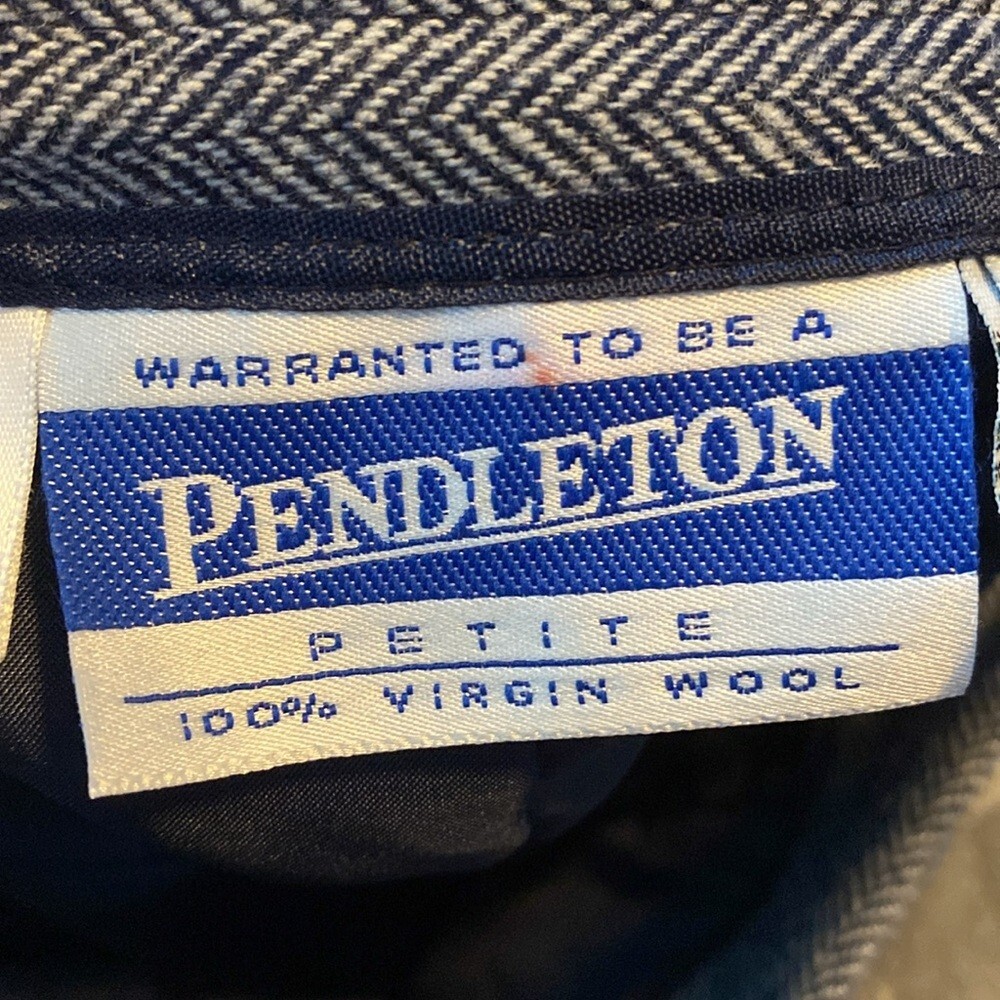 WARRANTED TO BE A
PENDLETON
PETITE
100% VIRGIN WOOL